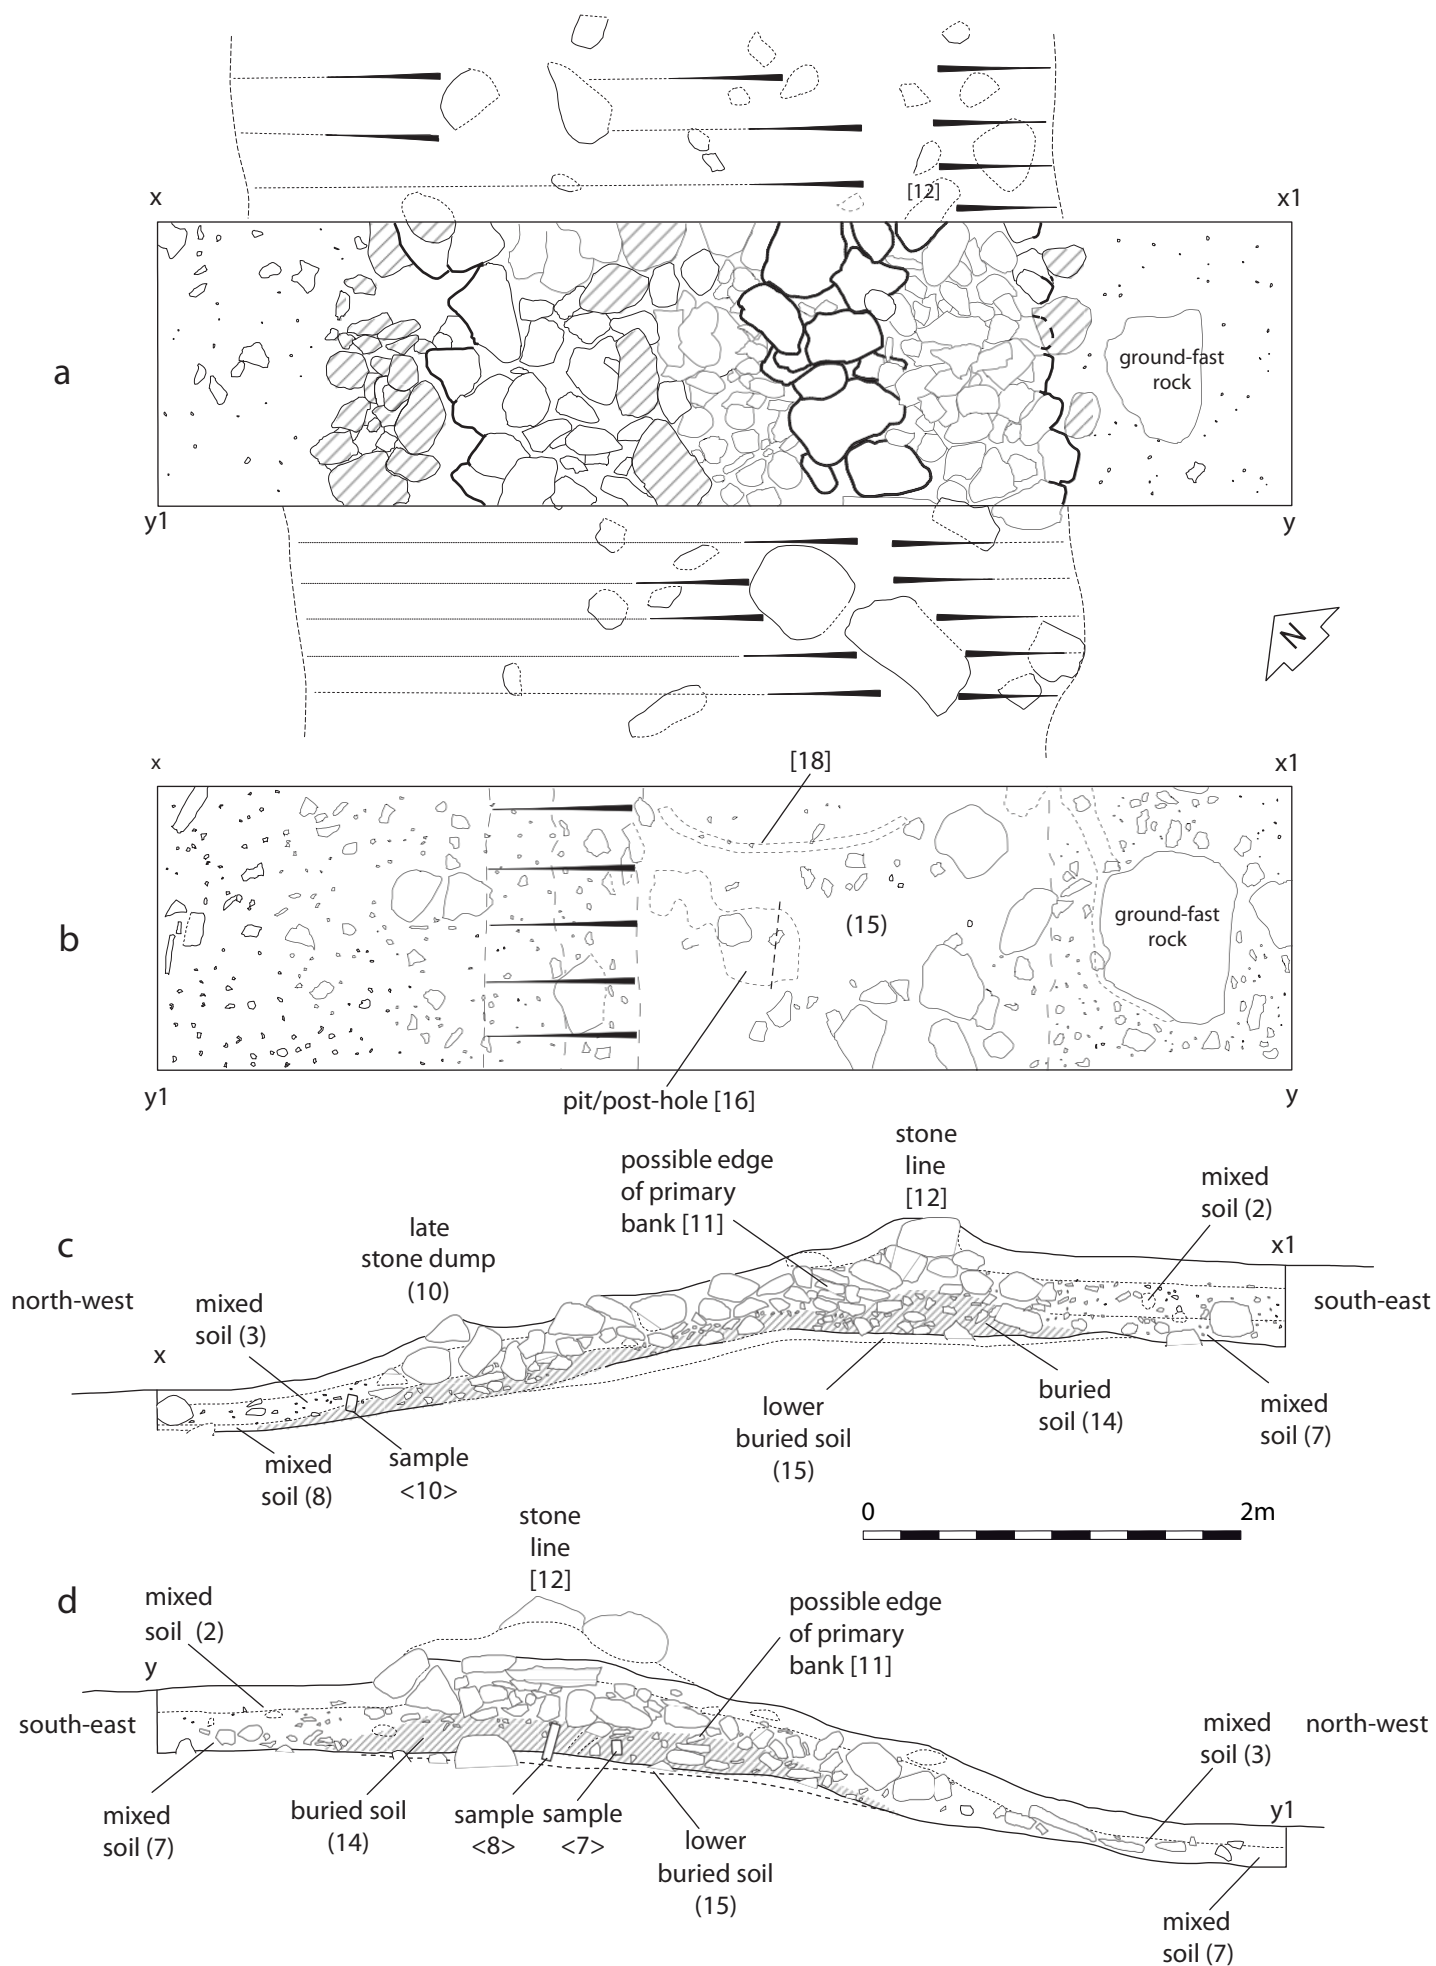 x
[12]
x1
a
ground-fast
rock
y1
y
N
x
[18]
x1
b
(15)
ground-fast
rock
y1
pit/post-hole [16]
y
c
north-west
x
mixed
soil (3)
late
stone dump
(10)
possible edge
of primary
bank [11]
stone
line
[12]
mixed
soil (2)
x1
south-east
mixed
soil (8)
sample
<10>
lower
buried soil
(15)
buried
soil (14)
mixed
soil (7)
0
2m
d
mixed
soil (2)
y
south-east
stone
line
[12]
possible edge
of primary
bank [11]
mixed
soil (3)
north-west
y1
mixed
soil (7)
buried soil
(14)
sample
<8>
sample
<7>
lower
buried soil
(15)
mixed
soil (7)